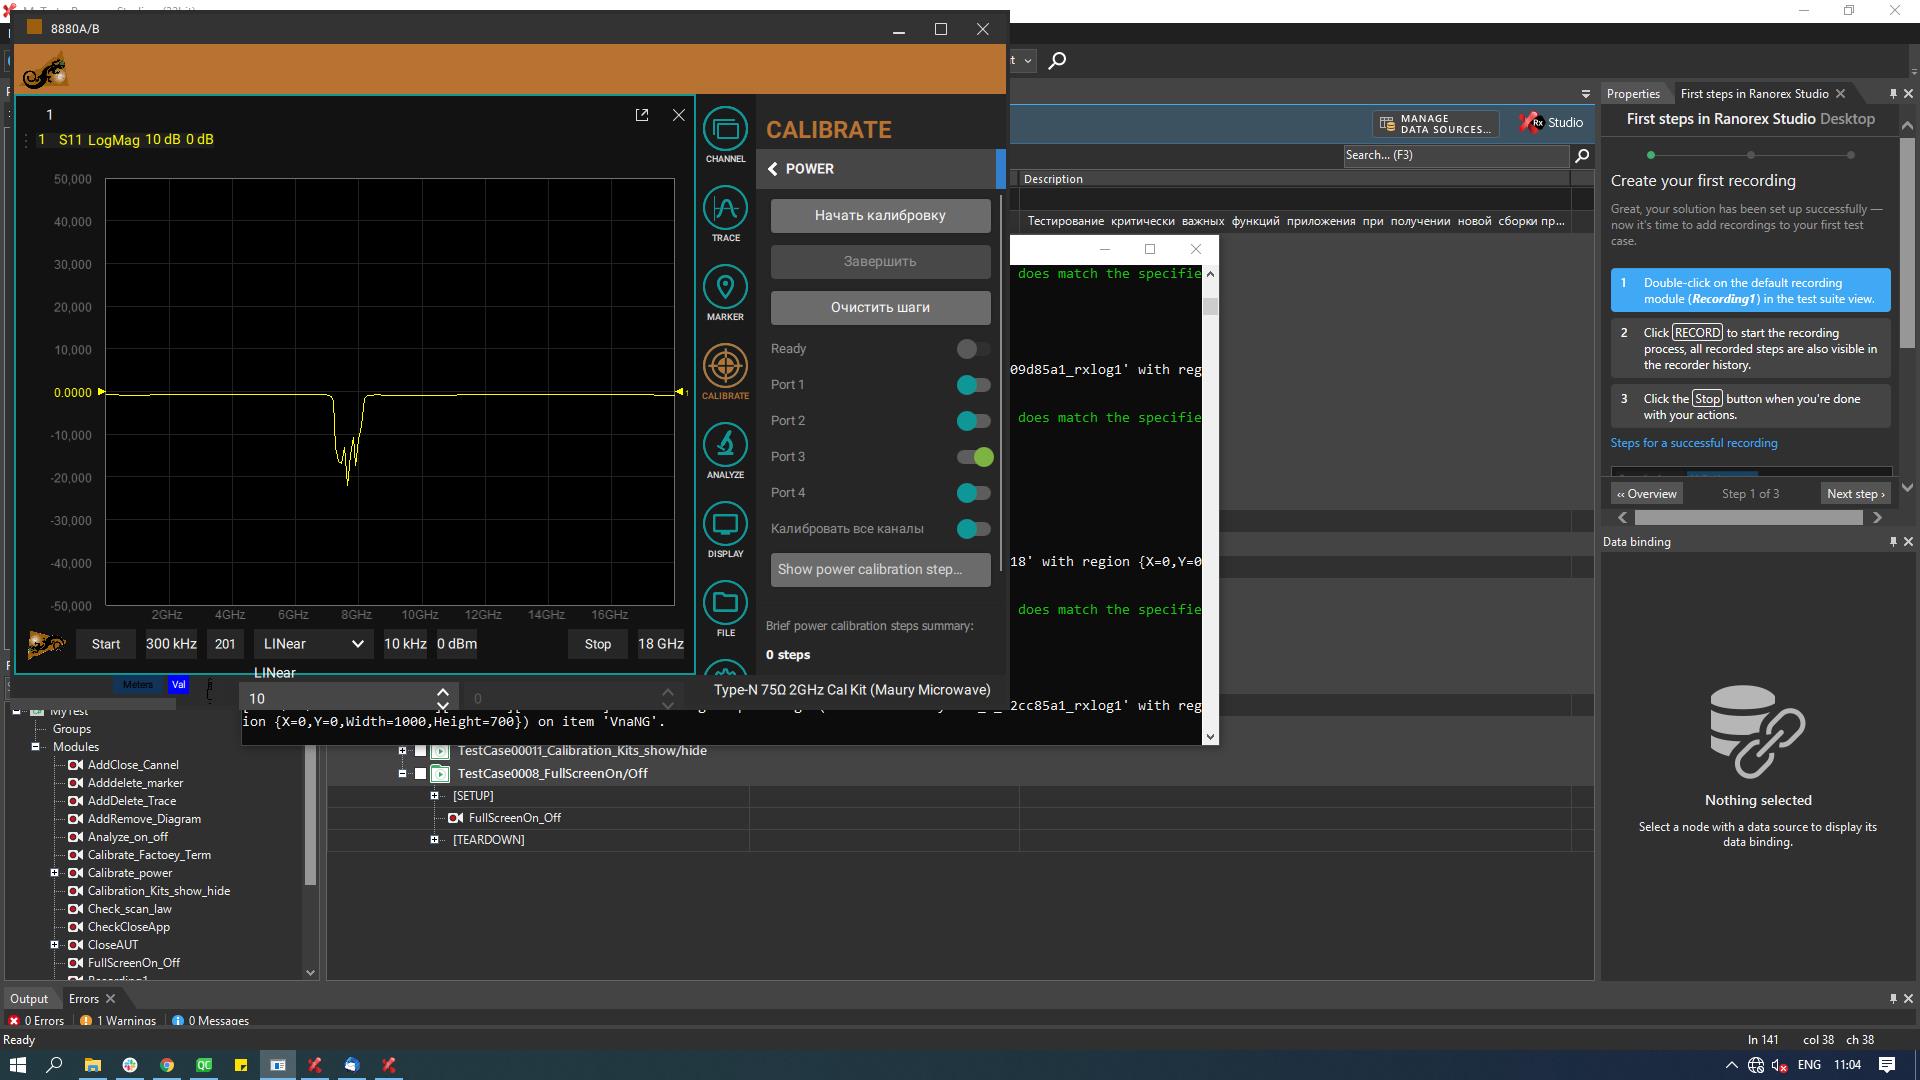 8880A/B
1
1 S11 LogMag 10 dB 0 dB
50,000
40,000
30,000
20,000
10,000
0.0000
-10,000
-20,000
-30,000
-40,000
-50,000
1
2GHz 4GHz 6GHz 8GHz 10GHz 12GHz 14GHz 16GHz
Start 300 kHz 201 LINear 10 kHz 0 dBm Stop 18 GHz
LINear
Meters Val
10 0
CHANNEL
TRACE
MARKER
CALIBRATE
ANALYZE
DISPLAY
FILE
CALIBRATE
POWER
Начать калибровку
Завершить
Очистить шаги
Ready
Port 1
Port 2
Port 3
Port 4
Калибровать все каналы
Show power calibration step...
Brief power calibration steps summary:
0 steps
Type-N 75Ω 2GHz Cal Kit (Maury Microwave)
MANAGE
DATA SOURCES...
Rx Studio
Search... (F3)
Description
Тестирование критически важных функций приложения при получении новой сборки пр...
does match the specifie
09d85a1_rxlog1' with reg
does match the specifie
18' with region {X=0,Y=0
does match the specifie
2cc85a1_rxlog1' with reg
ion {X=0,Y=0,Width=1000,Height=700}) on item 'VnaNG'.
MyTest
Groups
Modules
AddClose_Cannel
Adddelete_marker
AddDelete_Trace
AddRemove_Diagram
Analyze_on_off
Calibrate_Factoey_Term
Calibrate_power
Calibration_Kits_show_hide
Check_scan_law
CheckCloseApp
CloseAUT
FullScreenOn_Off
Recording1
TestCase00011_Calibration_Kits_show/hide
TestCase0008_FullScreenOn/Off
[SETUP]
FullScreenOn_Off
[TEARDOWN]
Properties First steps in Ranorex Studio
First steps in Ranorex Studio Desktop
Create your first recording
Great, your solution has been set up successfully —
now it's time to add recordings to your first test
case.
1 Double-click on the default recording
module (Recording1) in the test suite view.
2 Click RECORD to start the recording
process, all recorded steps are also visible in
the recorder history.
3 Click the Stop button when you're done
with your actions.
Steps for a successful recording
‹‹ Overview Step 1 of 3 Next step ›
Data binding
Nothing selected
Select a node with a data source to display its
data binding.
Output Errors
0 Errors 1 Warnings 0 Messages
Ready
ln 141 col 38 ch 38
QC
ENG 11:04